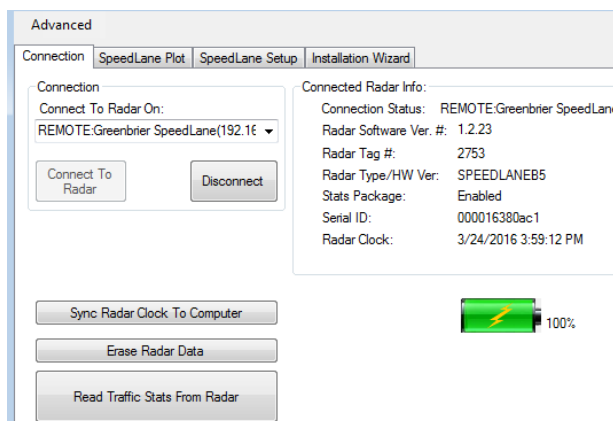 Advanced
Connection SpeedLane Plot SpeedLane Setup Installation Wizard
Connection
Connect To Radar On:
REMOTE:Greenbrier SpeedLane(192.16
Connect To
Radar
Disconnect
Connected Radar Info:
Connection Status: REMOTE:Greenbrier SpeedLane
Radar Software Ver. #: 1.2.23
Radar Tag #: 2753
Radar Type/HW Ver: SPEEDLANEB5
Stats Package: Enabled
Serial ID: 000016380ac1
Radar Clock: 3/24/2016 3:59:12 PM
Sync Radar Clock To Computer
Erase Radar Data
Read Traffic Stats From Radar
100%